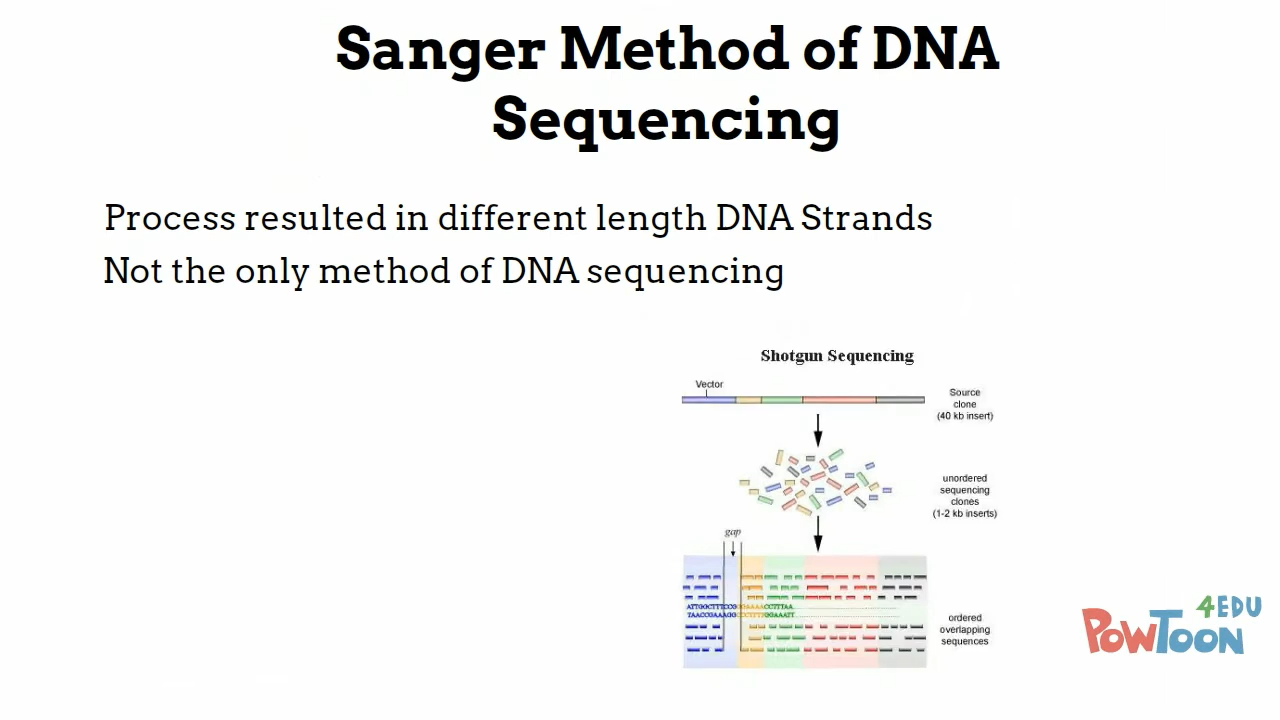 Sanger Method of DNA
Sequencing
Process resulted in different length DNA Strands
Not the only method of DNA sequencing
Shotgun Sequencing
Vector
Source
clone
(40 kb insert)
unordered
sequencing
clones
(1-2 kb inserts)
gap
ATTGGCTTTCCGGGAAAACCTTTAA
ordered
overlapping
sequences
4EDU
POWTOON